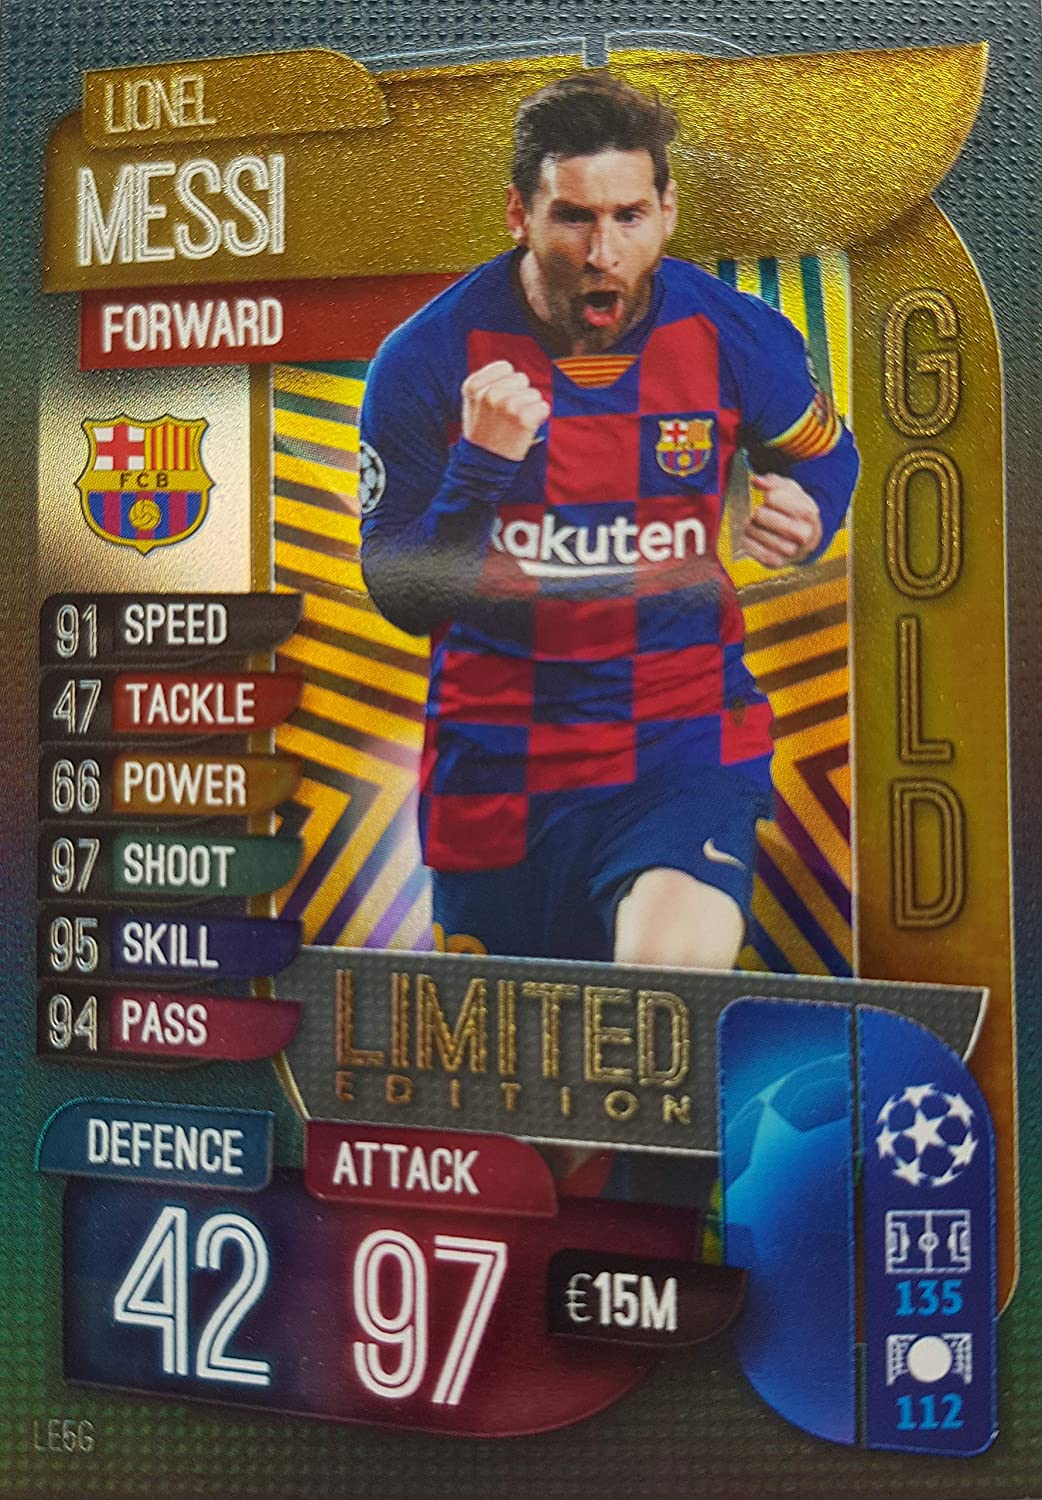 LIONEL
MESSI
FORWARD
GOLD
FCB
Rakuten
91 SPEED
47 TACKLE
66 POWER
97 SHOOT
95 SKILL
94 PASS
LIMITED
EDITION
DEFENCE
42
ATTACK
97
€15M
135
112
LE5G